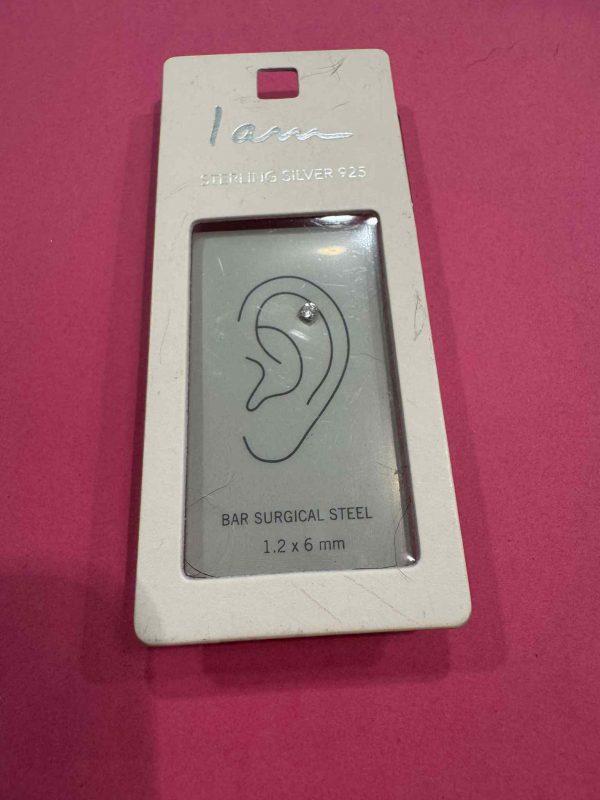 I am
STERLING SILVER 925
BAR SURGICAL STEEL
1.2 x 6 mm